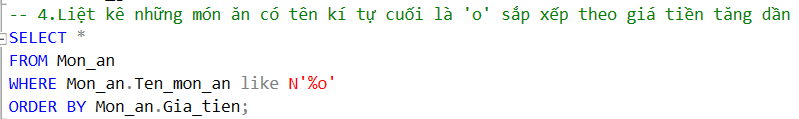 -- 4.Liệt kê những món ăn có tên kí tự cuối là 'o' sắp xếp theo giá tiền tăng dần
SELECT *
FROM Mon_an
WHERE Mon_an.Ten_mon_an like N'%o'
ORDER BY Mon_an.Gia_tien;